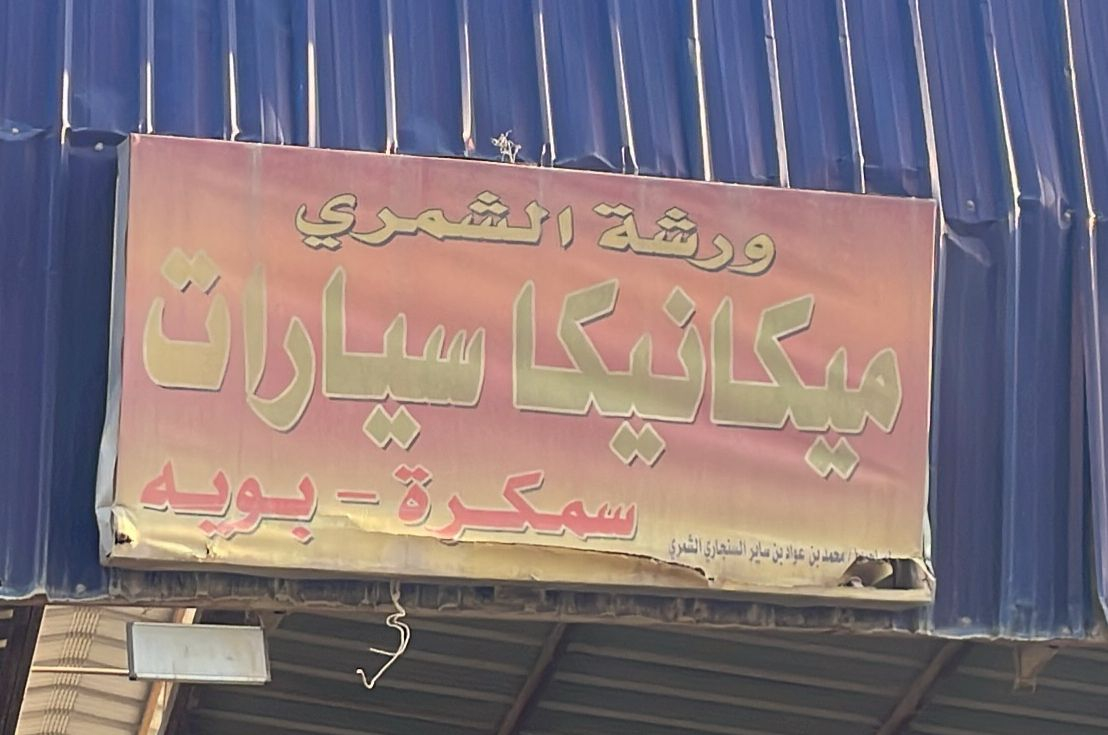 ورشة الشمري
ميكانيكا سيارات
سمكرة - بويه
محمد بن عواد بن ساير السنجاري الشمري